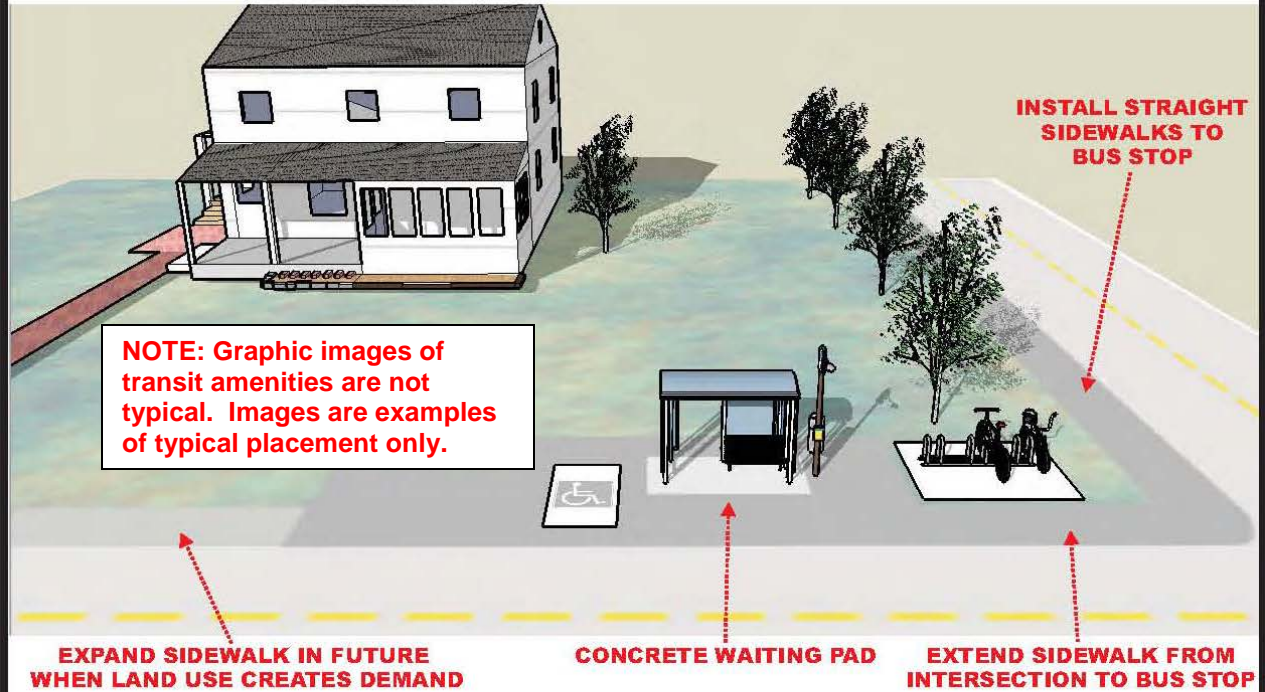 INSTALL STRAIGHT
SIDEWALKS TO
BUS STOP
NOTE: Graphic images of
transit amenities are not
typical.  Images are examples
of typical placement only.
EXPAND SIDEWALK IN FUTURE
WHEN LAND USE CREATES DEMAND
CONCRETE WAITING PAD
EXTEND SIDEWALK FROM
INTERSECTION TO BUS STOP